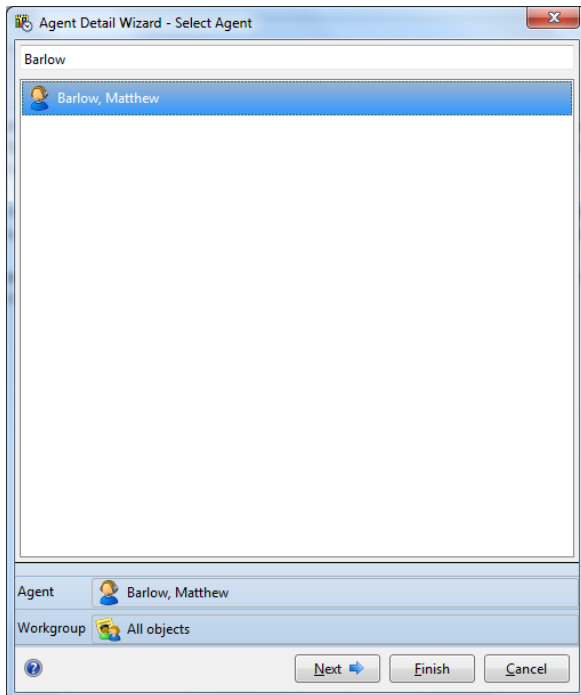 Agent Detail Wizard - Select Agent
Barlow
Barlow, Matthew
Agent Barlow, Matthew
Workgroup All objects
Next Finish Cancel